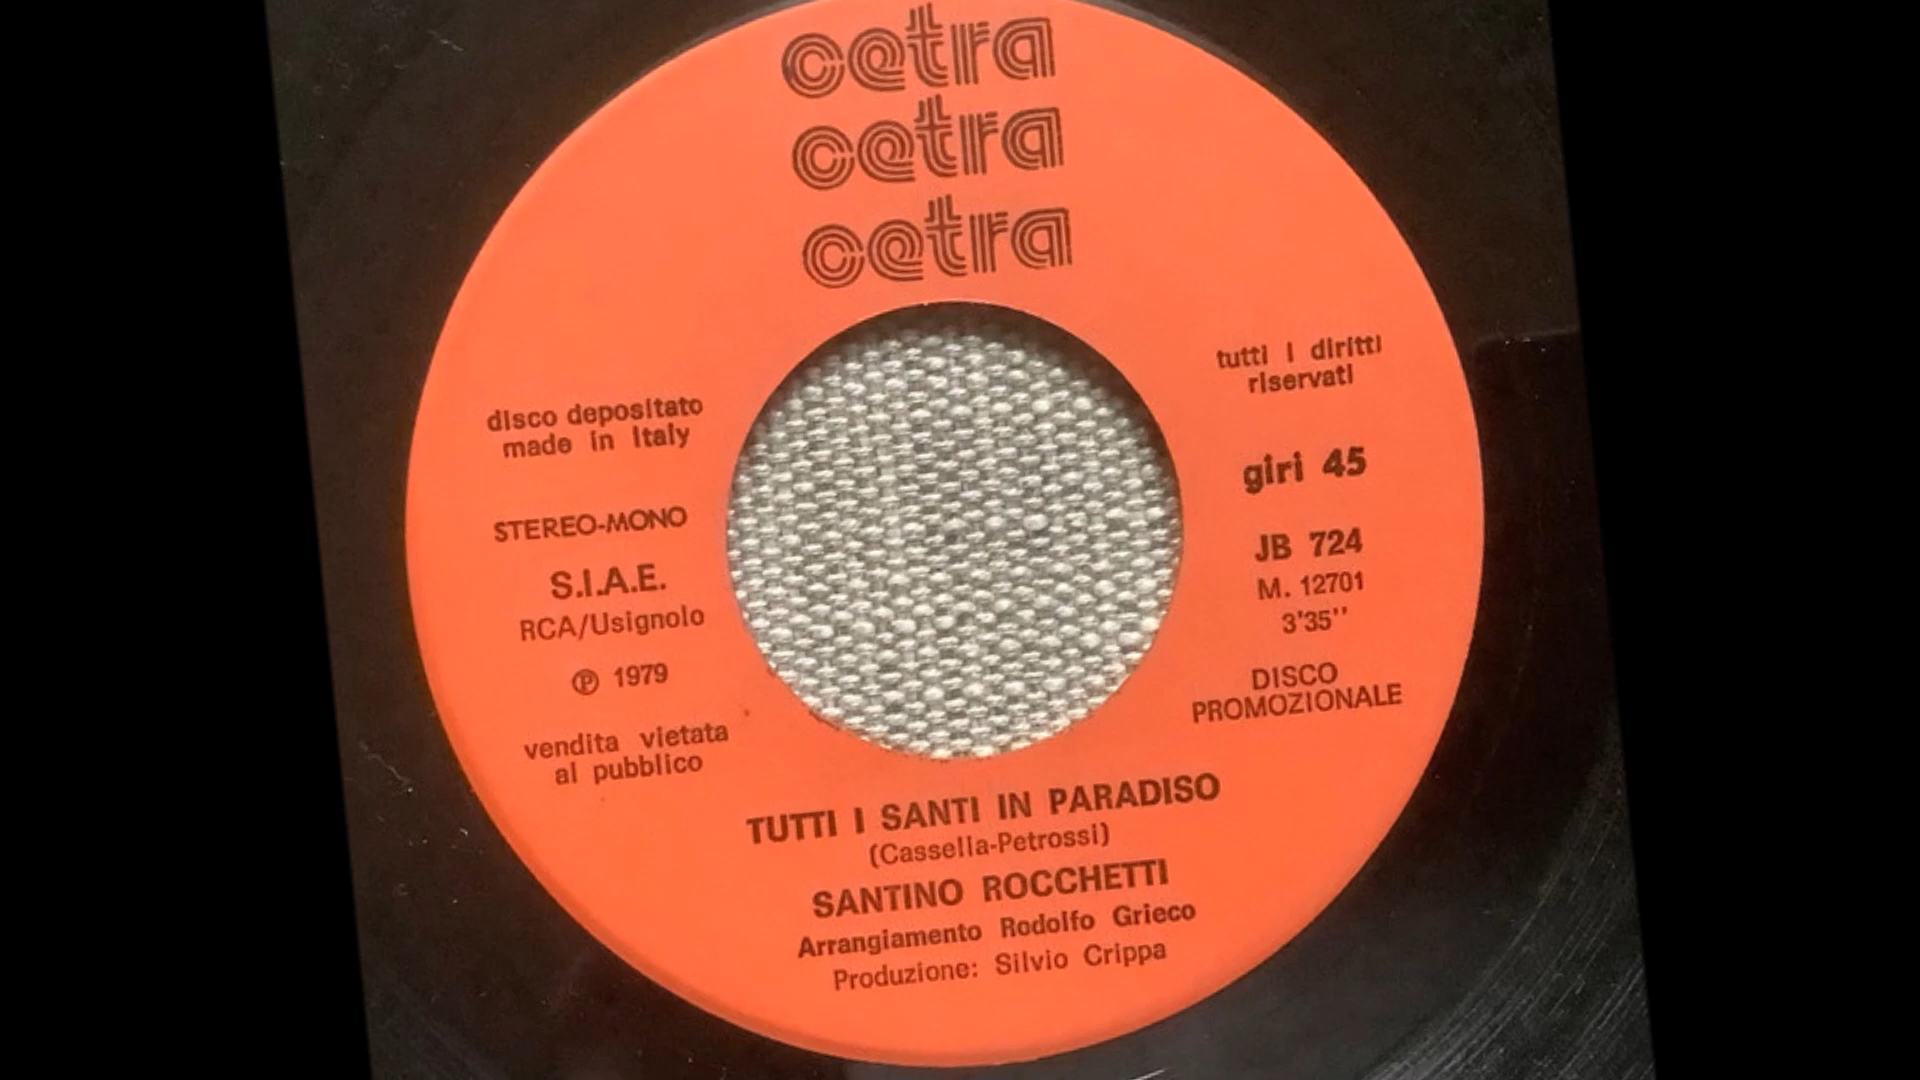 cetra
cetra
cetra
disco depositato
made in Italy
STEREO-MONO
S.I.A.E.
RCA/Usignolo
℗ 1979
vendita vietata
al pubblico
tutti i diritti
riservati
giri 45
JB 724
M. 12701
3'35''
DISCO
PROMOZIONALE
TUTTI I SANTI IN PARADISO
(Cassella-Petrossi)
SANTINO ROCCHETTI
Arrangiamento Rodolfo Grieco
Produzione: Silvio Crippa